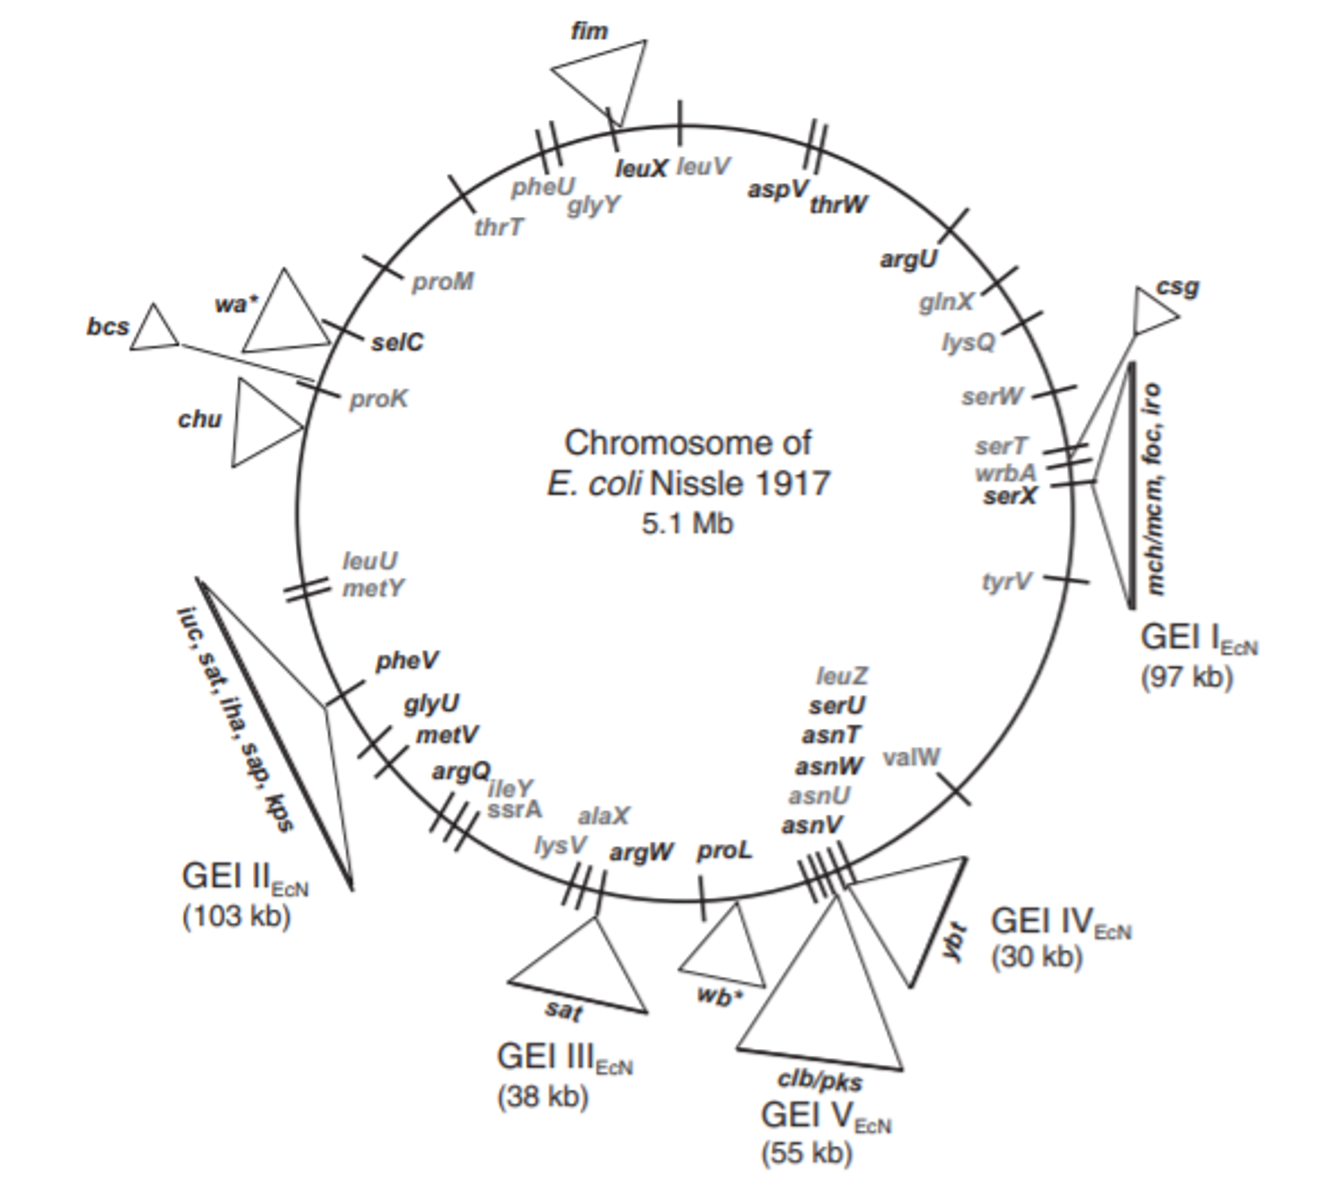 fim
leuX leuV
pheU
glyY
aspV
thrW
thrT
argU
proM
glnX
csg
wa*
bcs
selC
lysQ
proK
serW
chu
Chromosome of
E. coli Nissle 1917
5.1 Mb
serT
wrbA
serX
mch/mcm, foc, iro
leuU
metY
tyrV
GEI I EcN
(97 kb)
iuc, sat, iha, sap, kps
pheV
glyU
metV
argQ
ileY
ssrA
leuZ
serU
asnT
asnW
asnU
asnV
valW
alaX
lysV
argW
proL
GEI II EcN
(103 kb)
ybt
GEI IV EcN
(30 kb)
sat
wb*
GEI III EcN
(38 kb)
clb/pks
GEI V EcN
(55 kb)